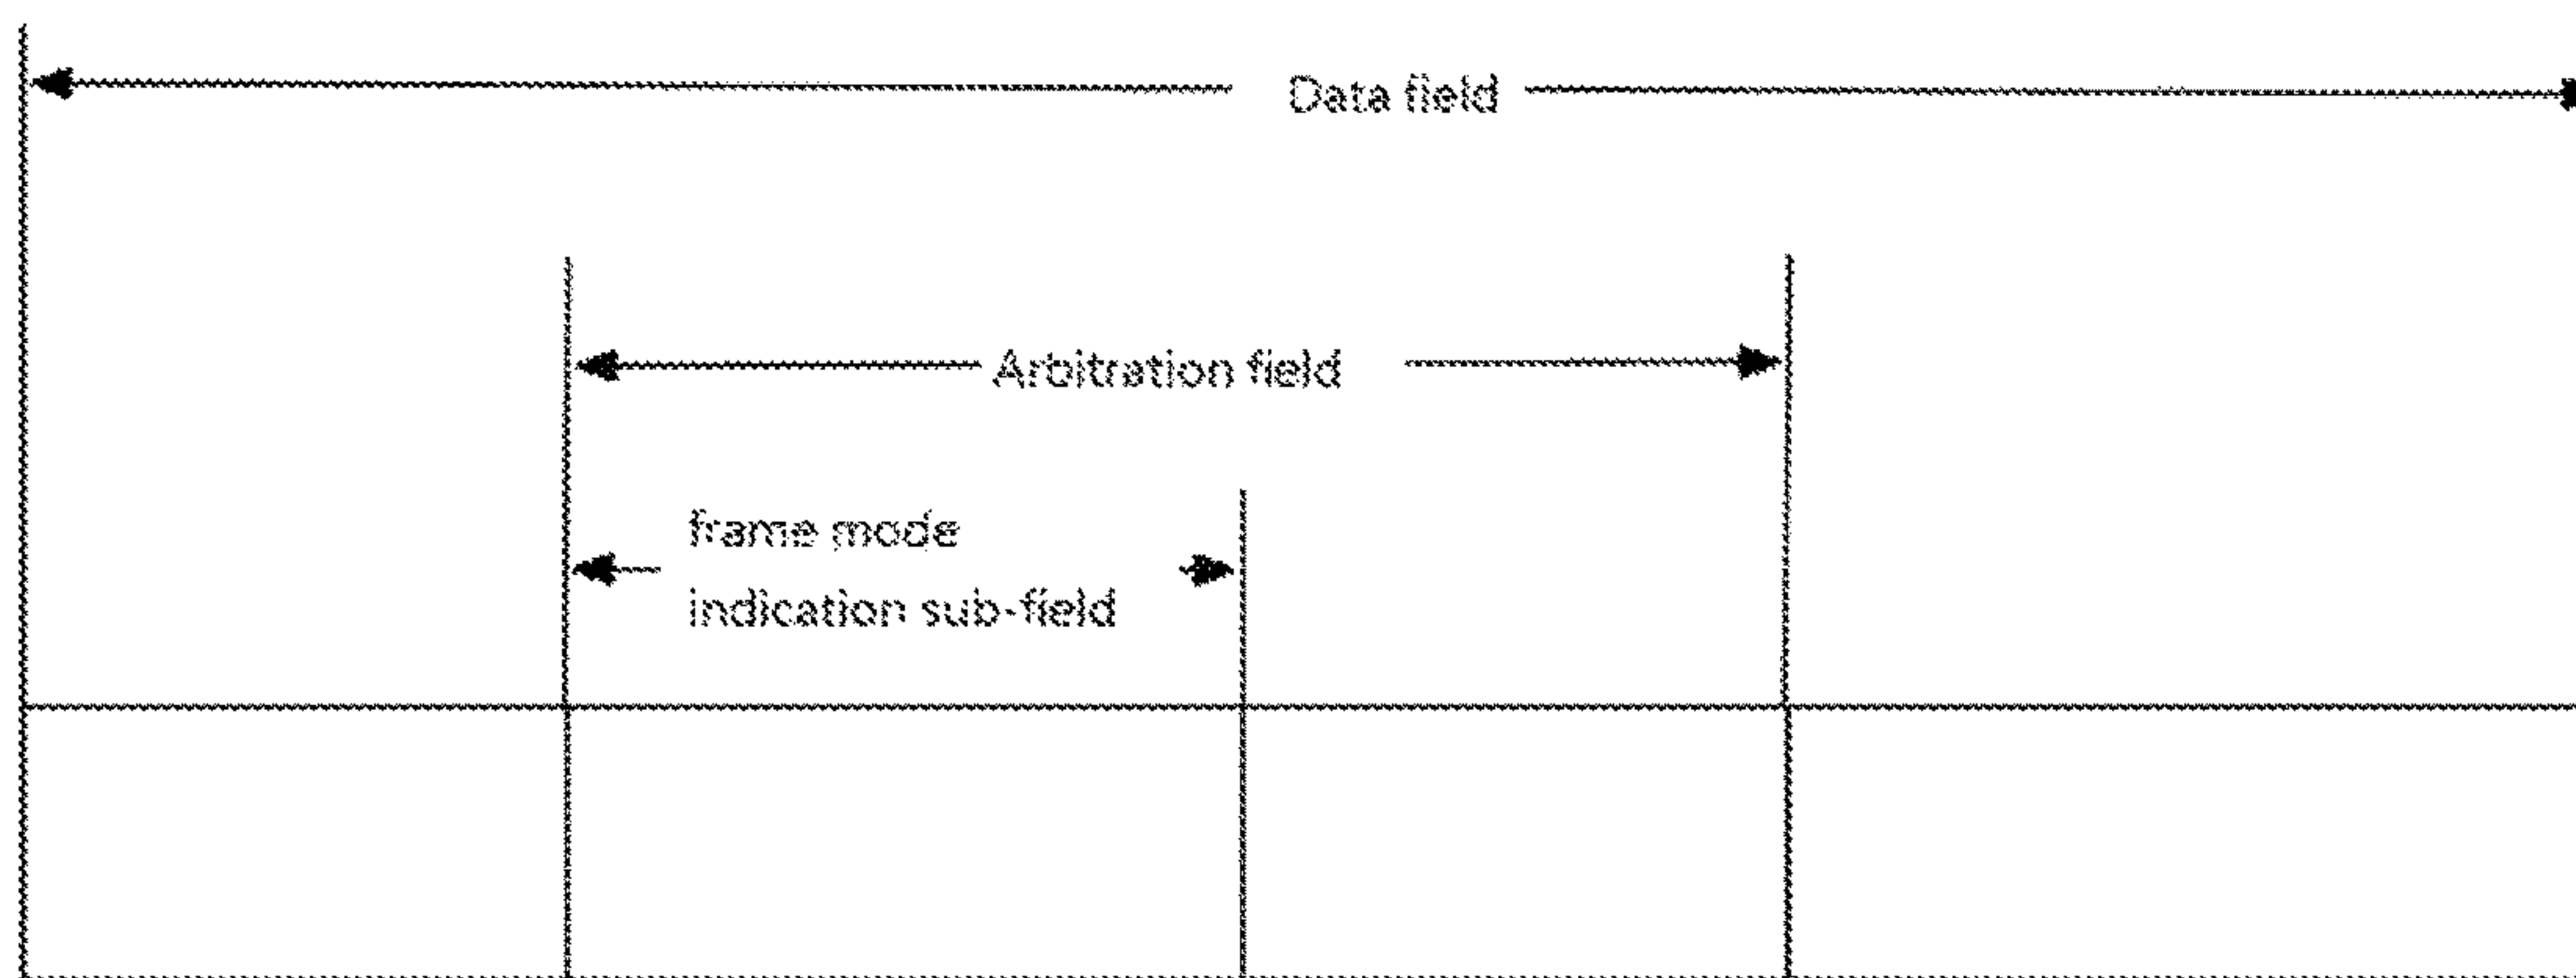 Data field
Arbitration field
frame mode
indication sub-field